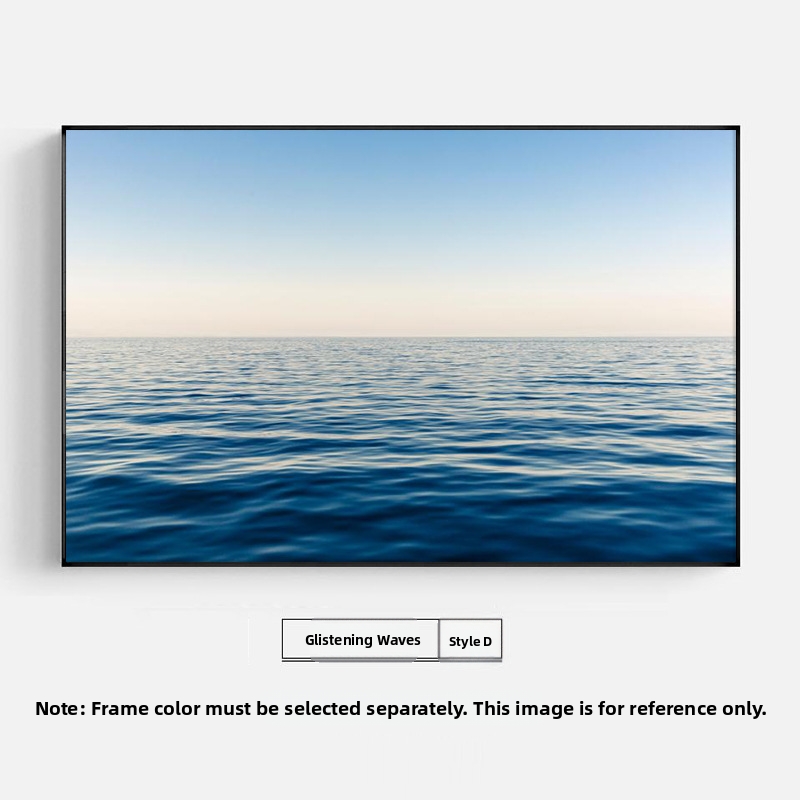 Glistening Waves
Style D
Note: Frame color must be selected separately. This image is for reference only.